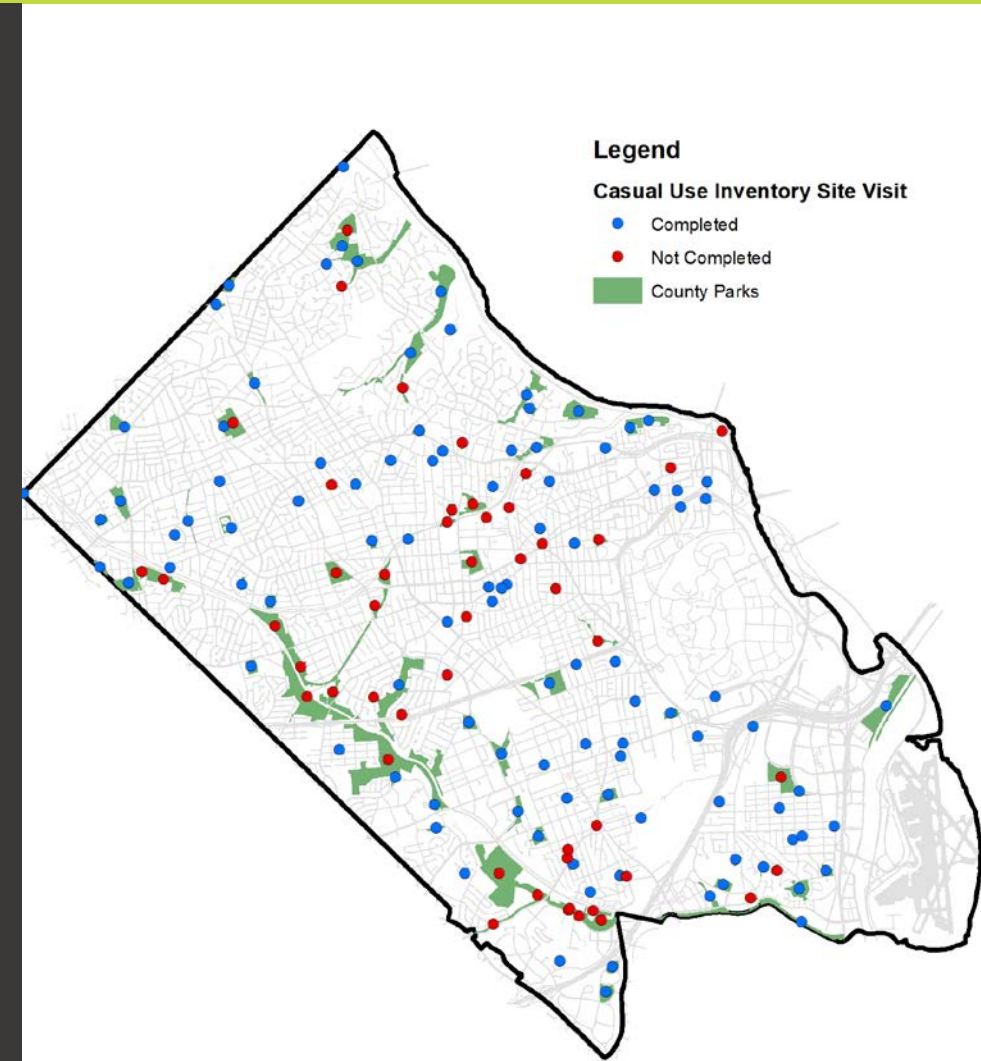 Legend
Casual Use Inventory Site Visit
Completed
Not Completed
County Parks